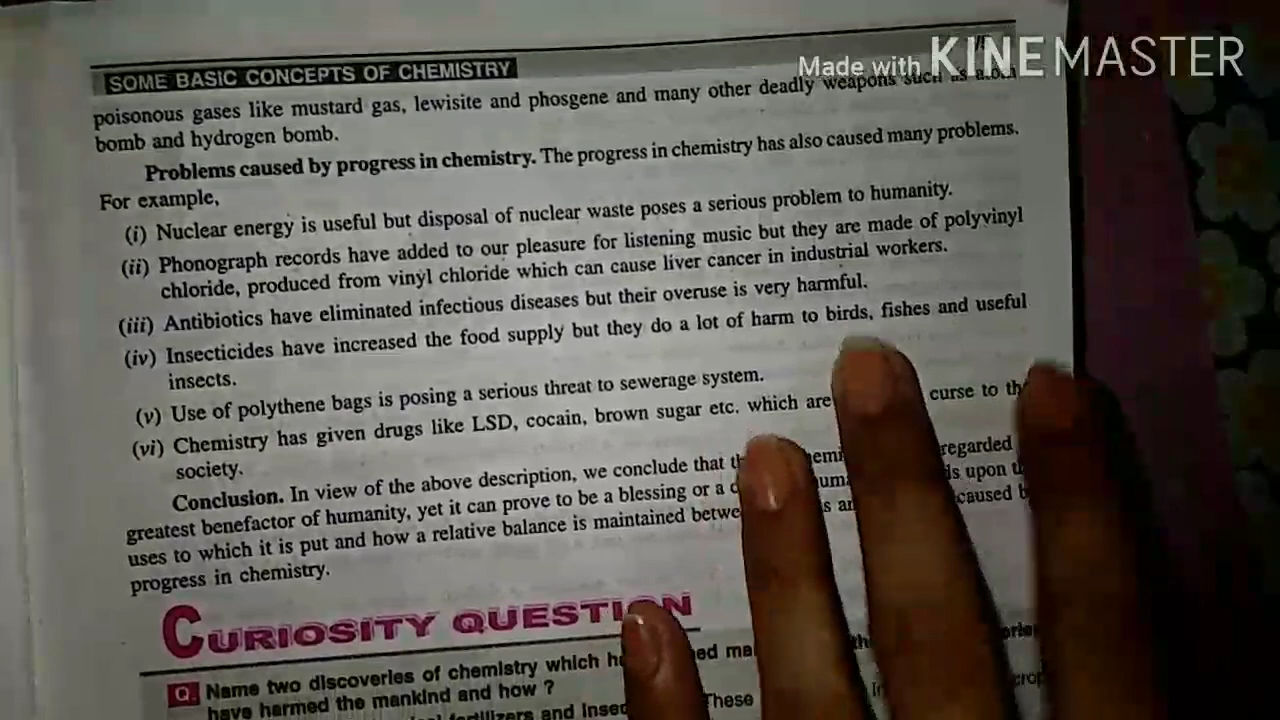 Made with KINEMASTER
SOME BASIC CONCEPTS OF CHEMISTRY
poisonous gases like mustard gas, lewisite and phosgene and many other deadly weapons such as atom
bomb and hydrogen bomb.
Problems caused by progress in chemistry. The progress in chemistry has also caused many problems.
For example,
(i) Nuclear energy is useful but disposal of nuclear waste poses a serious problem to humanity.
(ii) Phonograph records have added to our pleasure for listening music but they are made of polyvinyl
chloride, produced from vinyl chloride which can cause liver cancer in industrial workers.
(iii) Antibiotics have eliminated infectious diseases but their overuse is very harmful.
(iv) Insecticides have increased the food supply but they do a lot of harm to birds, fishes and useful
insects.
(v) Use of polythene bags is posing a serious threat to sewerage system.
(vi) Chemistry has given drugs like LSD, cocain, brown sugar etc. which are curse to
society.
Conclusion. In view of the above description, we conclude that regarded
greatest benefactor of humanity, yet it can prove to be a blessing or a upon
uses to which it is put and how a relative balance is maintained caused
progress in chemistry.
CURIOSITY QUESTION
Q. Name two discoveries of chemistry which
have harmed the mankind and how ?
fertilizers and These